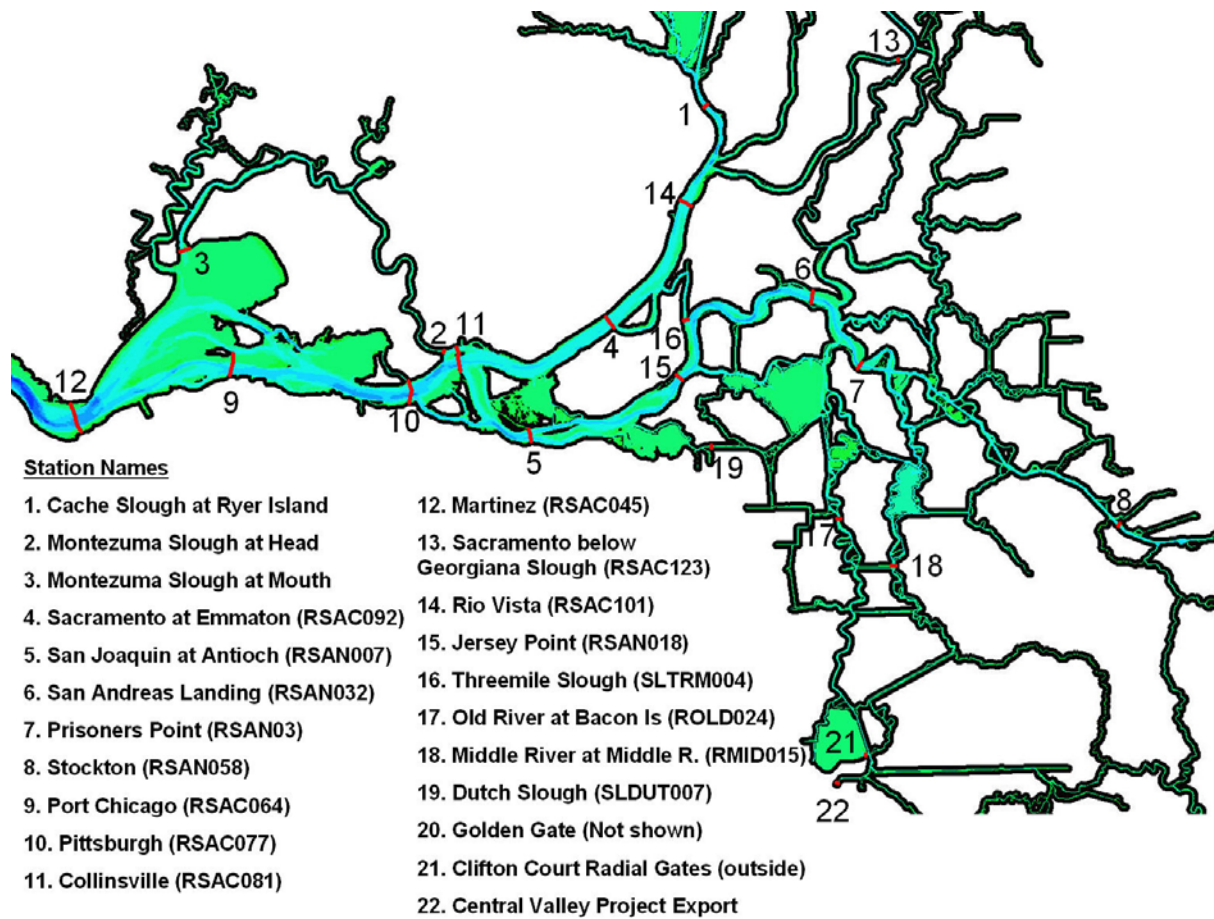 13
1
14
3
6
2
11
4
16
15
12
9
10
7
5
19
8
17
18
21
22
Station Names
1. Cache Slough at Ryer Island
2. Montezuma Slough at Head
3. Montezuma Slough at Mouth
4. Sacramento at Emmaton (RSAC092)
5. San Joaquin at Antioch (RSAN007)
6. San Andreas Landing (RSAN032)
7. Prisoners Point (RSAN03)
8. Stockton (RSAN058)
9. Port Chicago (RSAC064)
10. Pittsburgh (RSAC077)
11. Collinsville (RSAC081)
12. Martinez (RSAC045)
13. Sacramento below
Georgiana Slough (RSAC123)
14. Rio Vista (RSAC101)
15. Jersey Point (RSAN018)
16. Threemile Slough (SLTRM004)
17. Old River at Bacon Is (ROLD024)
18. Middle River at Middle R. (RMID015)
19. Dutch Slough (SLDUT007)
20. Golden Gate (Not shown)
21. Clifton Court Radial Gates (outside)
22. Central Valley Project Export